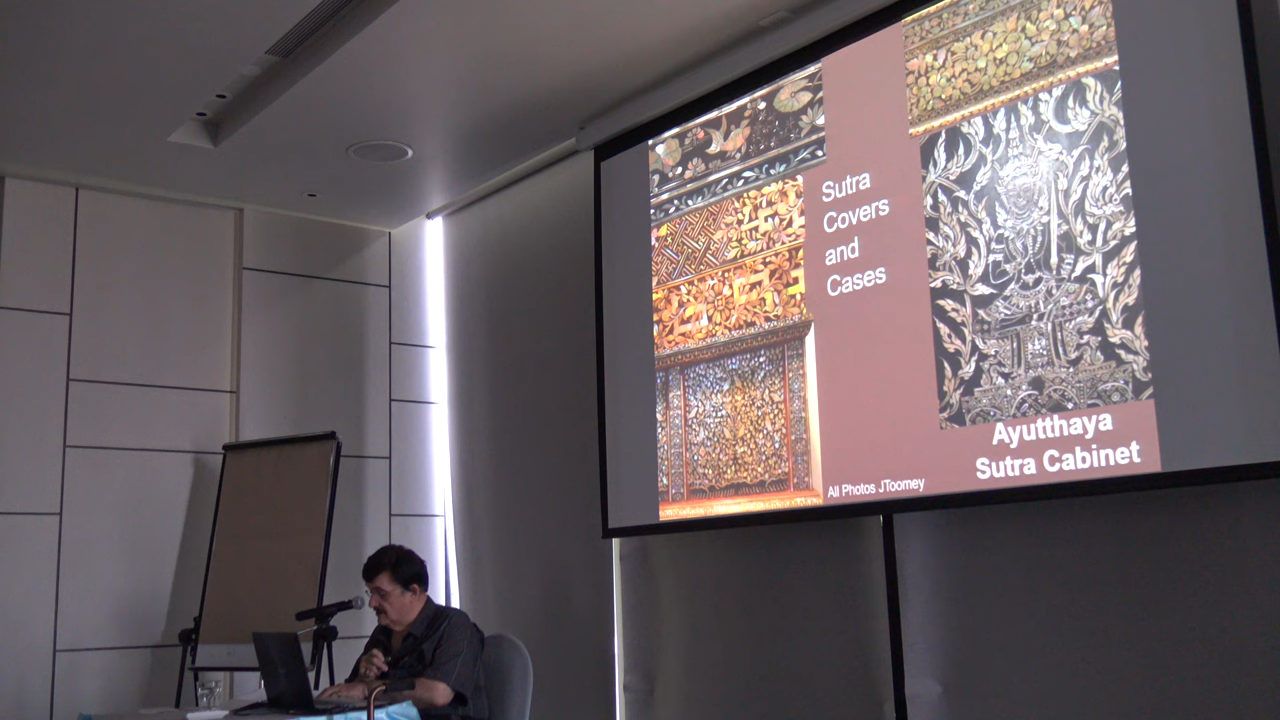 Sutra
Covers
and
Cases
Ayutthaya
Sutra Cabinet
All Photos JToomey